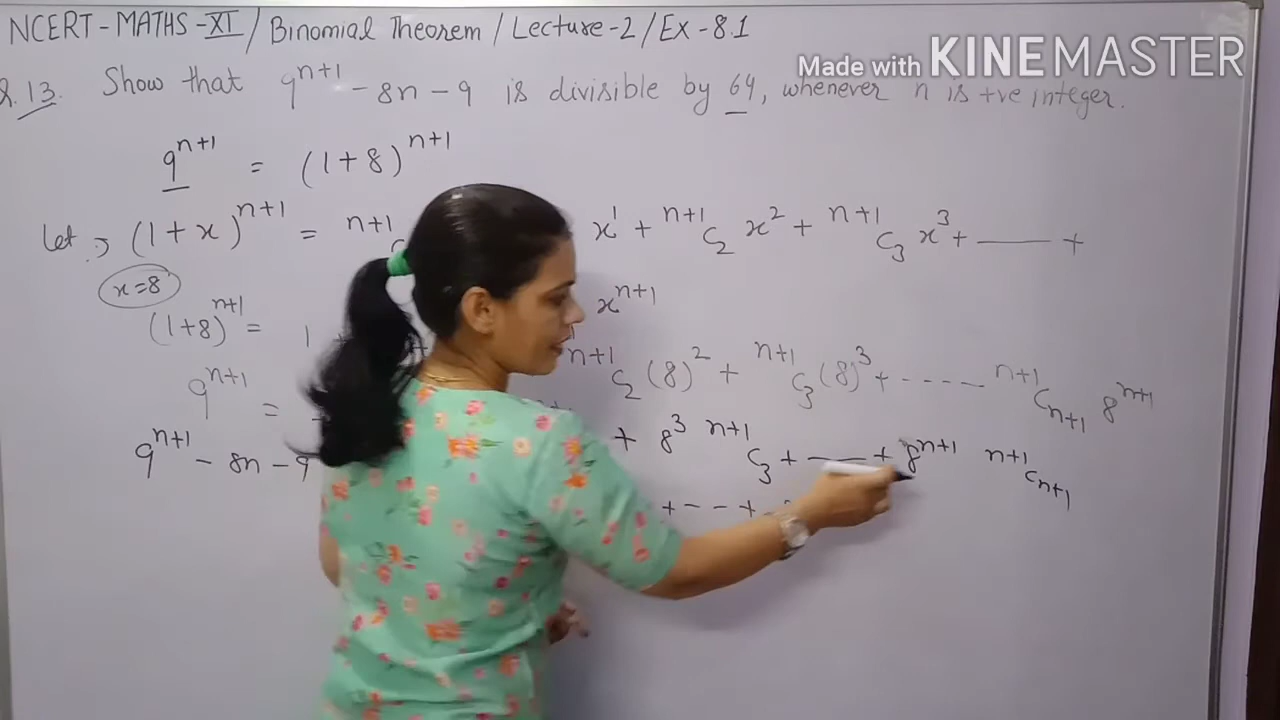 NCERT - MATHS - XI / Binomial Theorem / Lecture - 2 / Ex - 8.1
Made with KINEMASTER
Q. 13. Show that 9^{n+1} - 8n - 9 is divisible by 64, whenever n is +ve integer.
9^{n+1} = (1+8)^{n+1}
Let :, (1+x)^{n+1} = ^{n+1}C x^1 + ^{n+1}C_2 x^2 + ^{n+1}C_3 x^3 + —— +
x=8
x^{n+1}
(1+8)^{n+1} = 1 + ^{n+1}C_2 (8)^2 + ^{n+1}C_3 (8)^3 + ----- ^{n+1}C_{n+1} 8^{n+1}
9^{n+1} =
9^{n+1} - 8n - 9 + 8^3 ^{n+1}C_3 + —— + 8^{n+1} ^{n+1}C_{n+1}
+ - - +